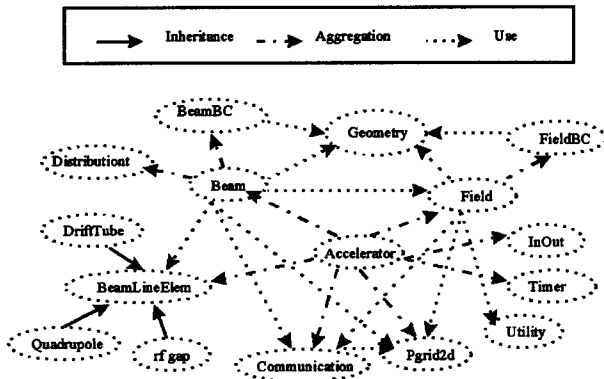 Inheritance Aggregation Use
BeamBC
Geometry
FieldBC
Distributiont
Beam
Field
DriftTube
Accelerator
InOut
BeamLineElem
Timer
Quadrupole
rf gap
Communication
Pgrid2d
Utility